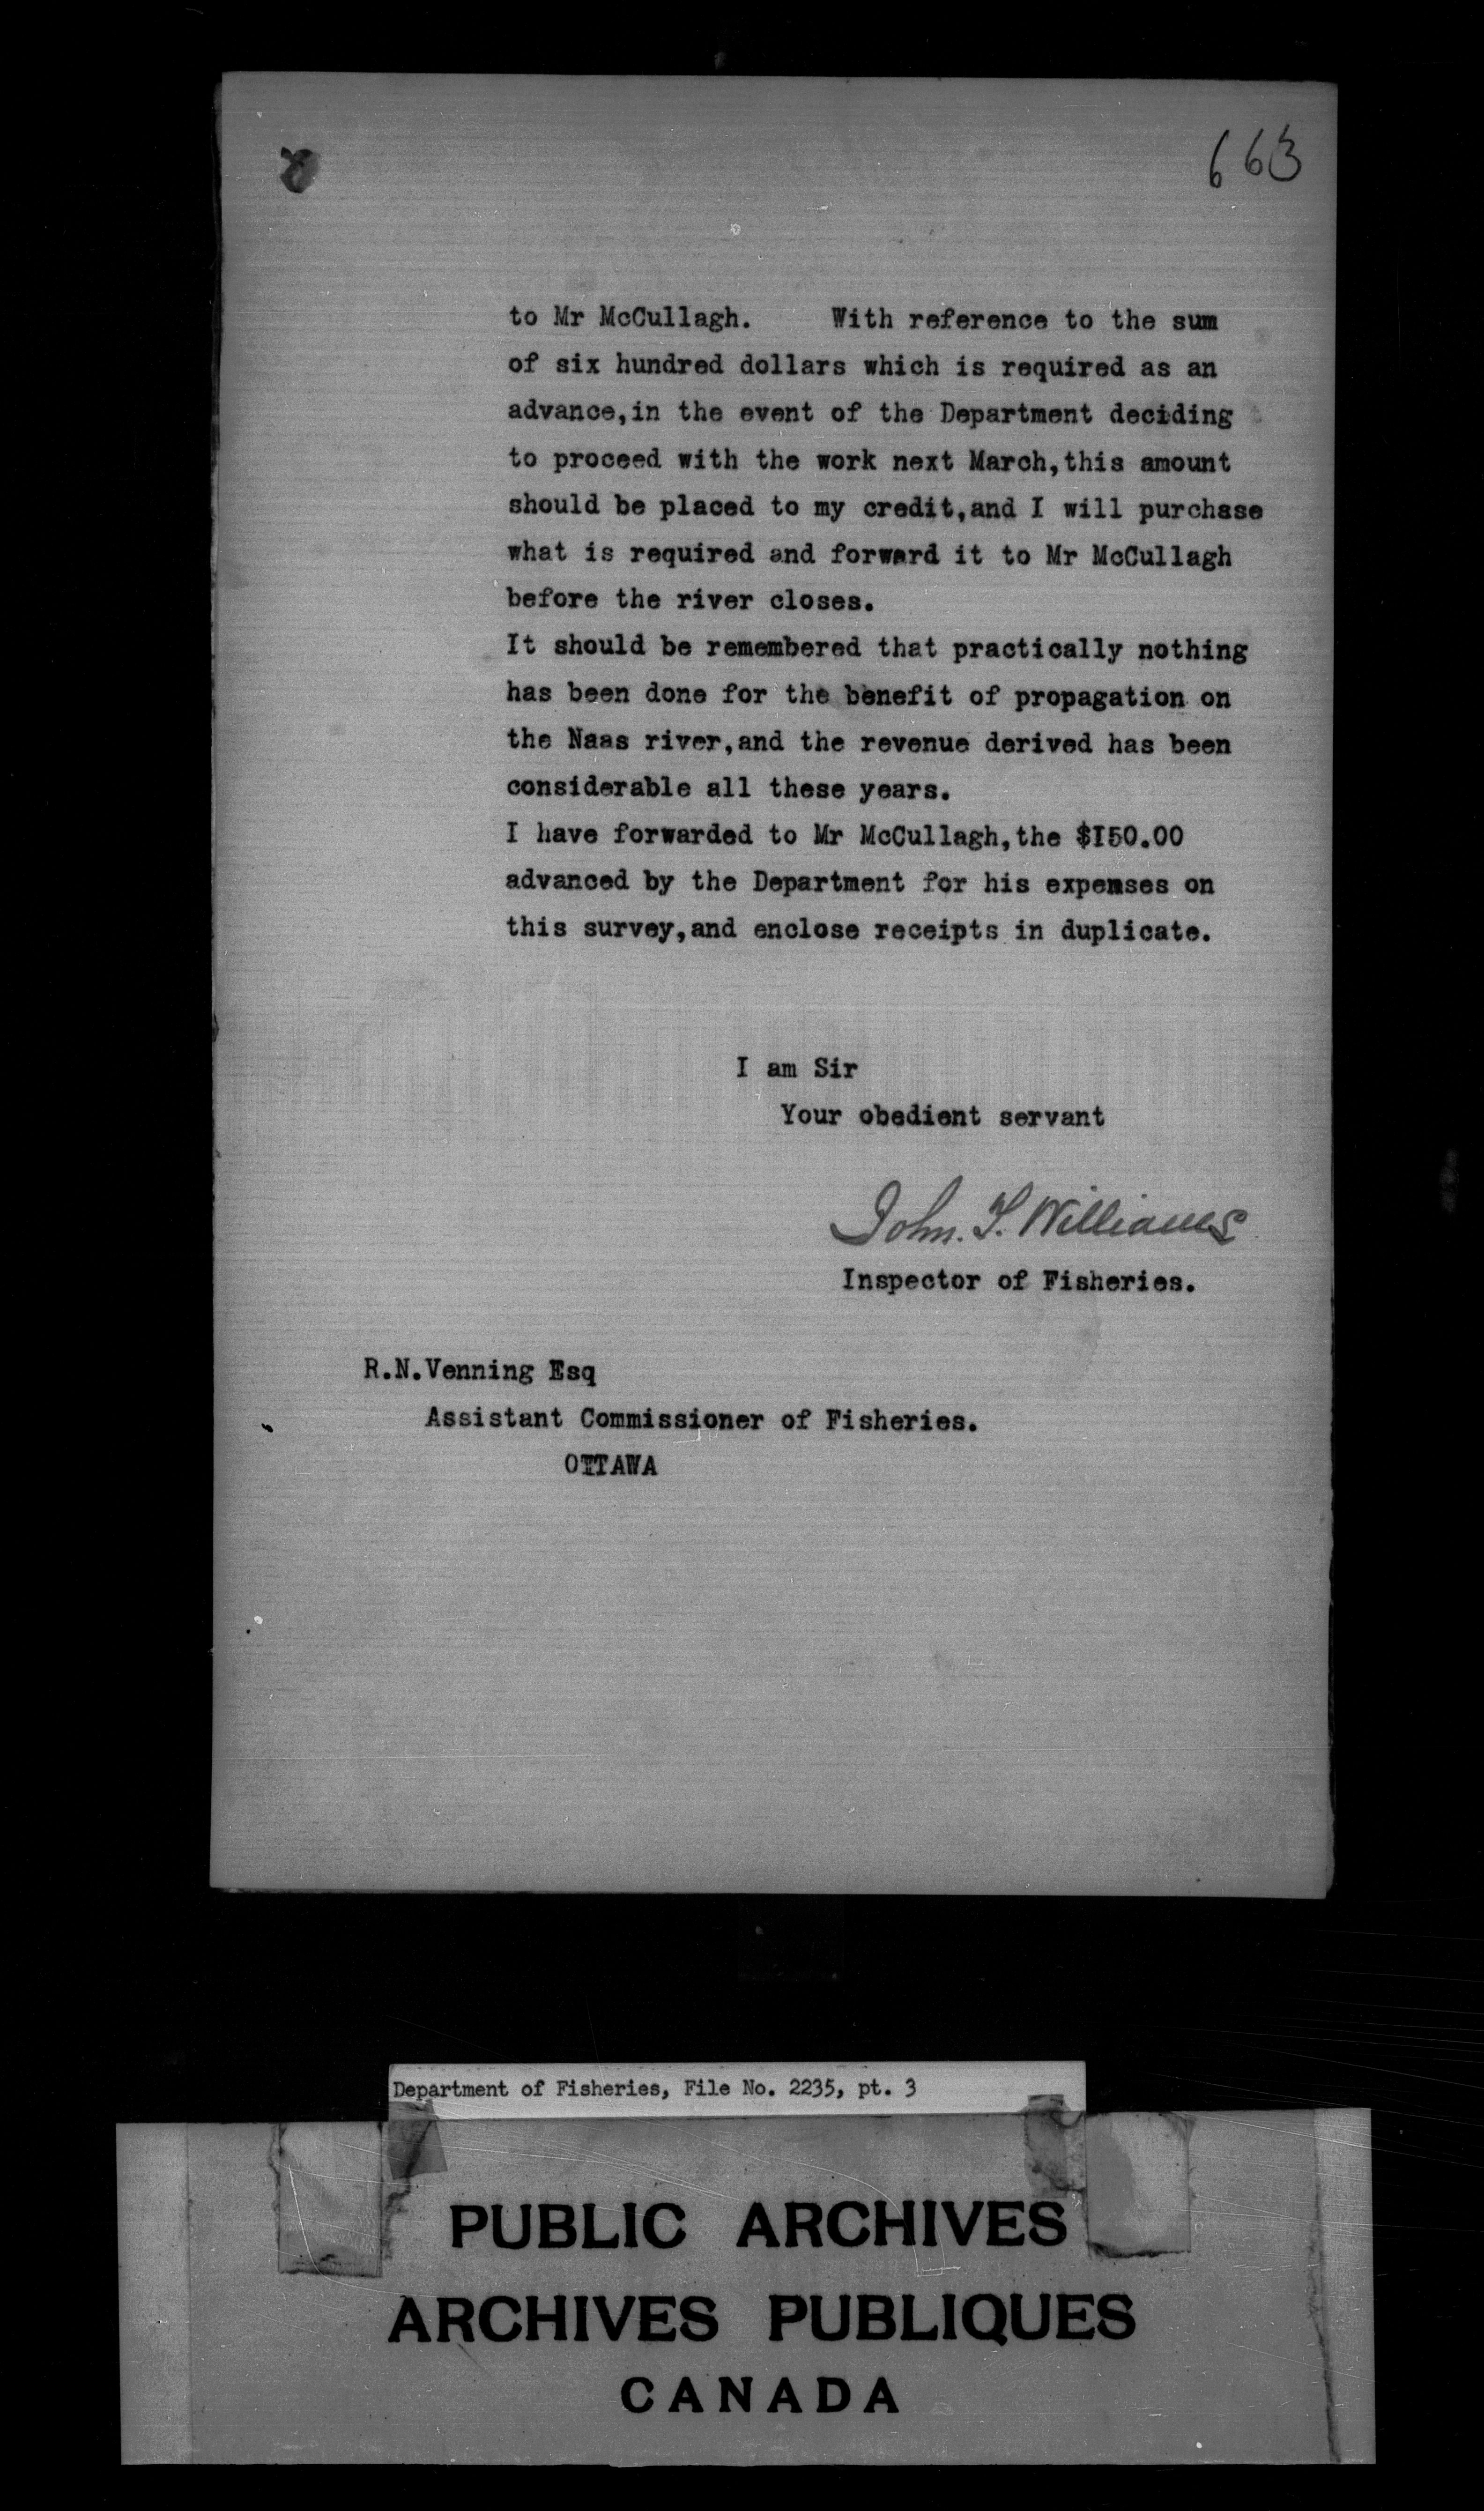 663
to Mr McCullagh. With reference to the sum
of six hundred dollars which is required as an
advance,in the event of the Department deciding
to proceed with the work next March,this amount
should be placed to my credit,and I will purchase
what is required and forward it to Mr McCullagh
before the river closes.
It should be remembered that practically nothing
has been done for the benefit of propagation on
the Naas river,and the revenue derived has been
considerable all these years.
I have forwarded to Mr McCullagh,the $I50.00
advanced by the Department for his expenses on
this survey,and enclose receipts in duplicate.
I am Sir
Your obedient servant
John. T. Williams
Inspector of Fisheries.
R.N.Venning Esq
Assistant Commissioner of Fisheries.
OTTAWA
Department of Fisheries, File No. 2235, pt. 3
PUBLIC ARCHIVES
ARCHIVES PUBLIQUES
CANADA